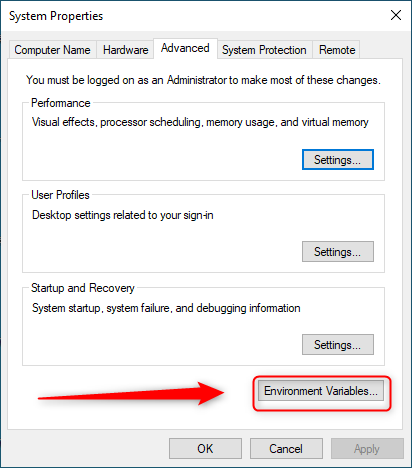 System Properties
Computer Name Hardware Advanced System Protection Remote
You must be logged on as an Administrator to make most of these changes.
Performance
Visual effects, processor scheduling, memory usage, and virtual memory
Settings...
User Profiles
Desktop settings related to your sign-in
Settings...
Startup and Recovery
System startup, system failure, and debugging information
Settings...
Environment Variables...
OK Cancel Apply